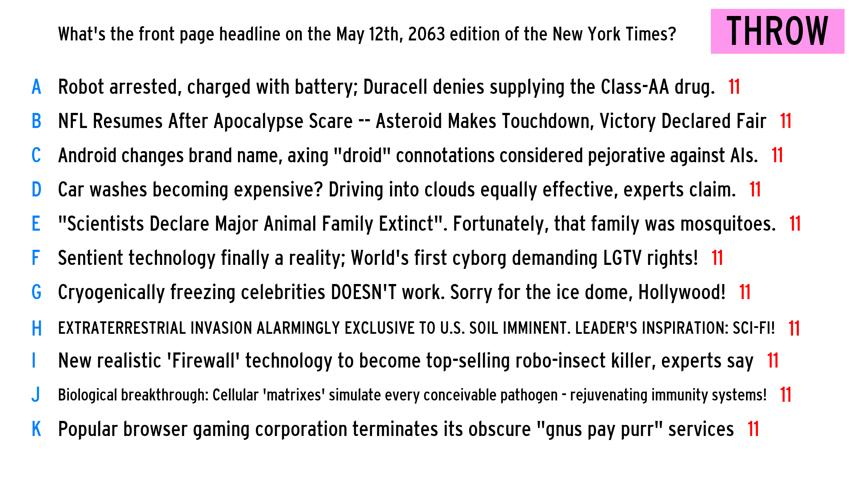 What's the front page headline on the May 12th, 2063 edition of the New York Times?
THROW
A Robot arrested, charged with battery; Duracell denies supplying the Class-AA drug. 11
B NFL Resumes After Apocalypse Scare -- Asteroid Makes Touchdown, Victory Declared Fair 11
C Android changes brand name, axing "droid" connotations considered pejorative against AIs. 11
D Car washes becoming expensive? Driving into clouds equally effective, experts claim. 11
E "Scientists Declare Major Animal Family Extinct". Fortunately, that family was mosquitoes. 11
F Sentient technology finally a reality; World's first cyborg demanding LGTV rights! 11
G Cryogenically freezing celebrities DOESN'T work. Sorry for the ice dome, Hollywood! 11
H EXTRATERRESTRIAL INVASION ALARMINGLY EXCLUSIVE TO U.S. SOIL IMMINENT. LEADER'S INSPIRATION: SCI-FI! 11
I New realistic 'Firewall' technology to become top-selling robo-insect killer, experts say 11
J Biological breakthrough: Cellular 'matrixes' simulate every conceivable pathogen - rejuvenating immunity systems! 11
K Popular browser gaming corporation terminates its obscure "gnus pay purr" services 11